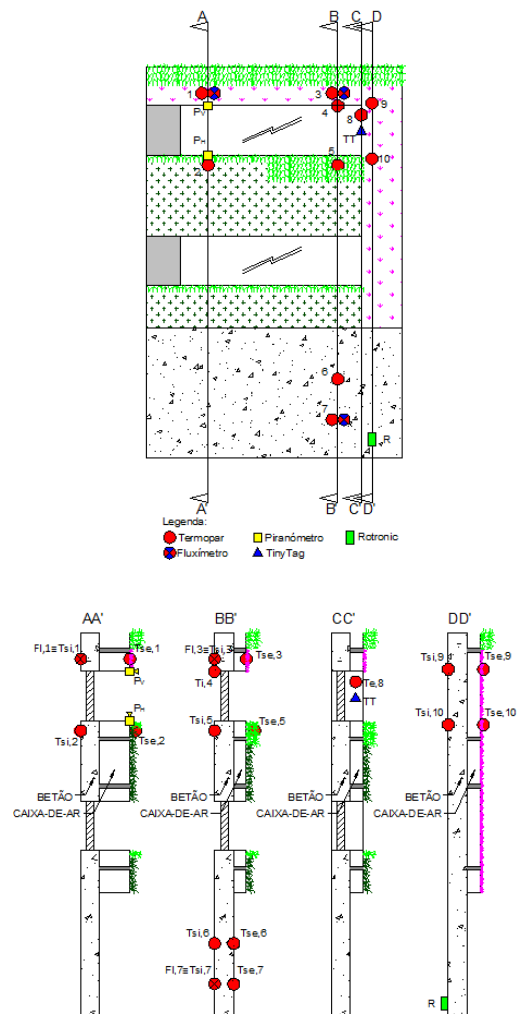 A B C D
1 3 9
Pv 4 8
TT
PH 5 10
2
6
7
R
A' B' C' D'
Legenda:
Termopar Piranómetro Rotronic
Fluxímetro TinyTag
AA' BB' CC' DD'
Fl,1≡Tsi,1 Tse,1 Fl,3≡Tsi,3 Tse,3 Tsi,9 Tse,9
Pv Ti,4 Te,8
TT
PH Tsi,5 Tse,5 Tsi,10 Tse,10
Tsi,2 Tse,2
BETÃO BETÃO BETÃO BETÃO
CAIXA-DE-AR CAIXA-DE-AR CAIXA-DE-AR CAIXA-DE-AR
Tsi,6 Tse,6
Fl,7≡Tsi,7 Tse,7
R